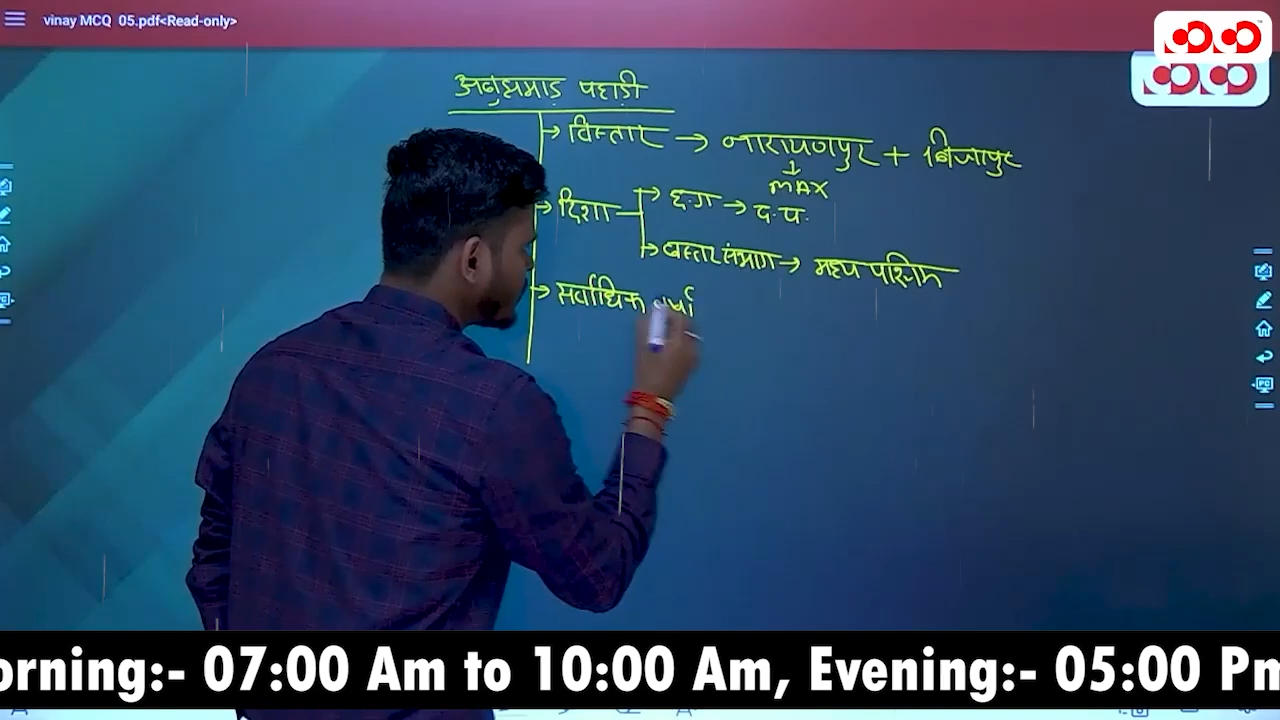 vinay MCQ 05.pdf<Read-only>
अबुझमाड़ पहाड़ी
→ विस्तार → नारायणपुर + बिजापुर
↓
MAX
→ दिशा → छ.ग → द.प.
→ बस्तर संभाग → मध्य पश्चिम
→ सर्वाधिक वर्षा
orning:- 07:00 Am to 10:00 Am, Evening:- 05:00 Pm